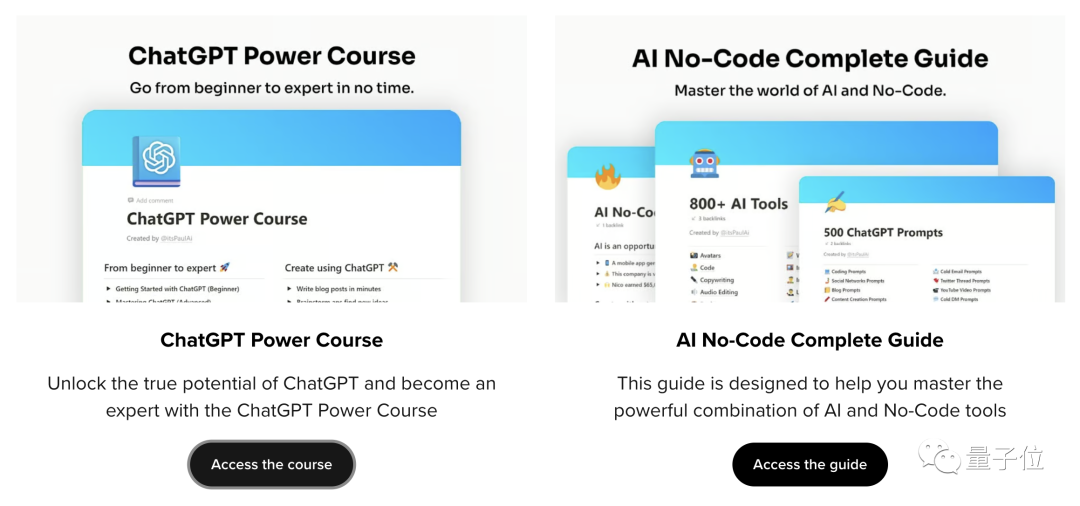 ChatGPT Power Course
Go from beginner to expert in no time.
Add comment
ChatGPT Power Course
Created by @itsPaulAi
From beginner to expert 🚀
Getting Started with ChatGPT (Beginner)
Mastering ChatGPT (Advanced)
Create using ChatGPT ⚒️
Write blog posts in minutes
Brainstorm and find new ideas
ChatGPT Power Course
Unlock the true potential of ChatGPT and become an
expert with the ChatGPT Power Course
Access the course
AI No-Code Complete Guide
Master the world of AI and No-Code.
AI No-Co
1 backlink
AI is an opportu
A mobile app gen
This company is v
Nico earned $65,
800+ AI Tools
3 backlinks
Created by @itsPaulAi
Avatars
Code
Copywriting
Audio Editing
500 ChatGPT Prompts
2 backlinks
Created by @itsPaulAi
Coding Prompts
Social Networks Prompts
Blog Prompts
Content Creation Prompts
Cold Email Prompts
Twitter Thread Prompts
YouTube Video Prompts
Cold DM Prompts
AI No-Code Complete Guide
This guide is designed to help you master the
powerful combination of AI and No-Code tools
Access the guide
量子位